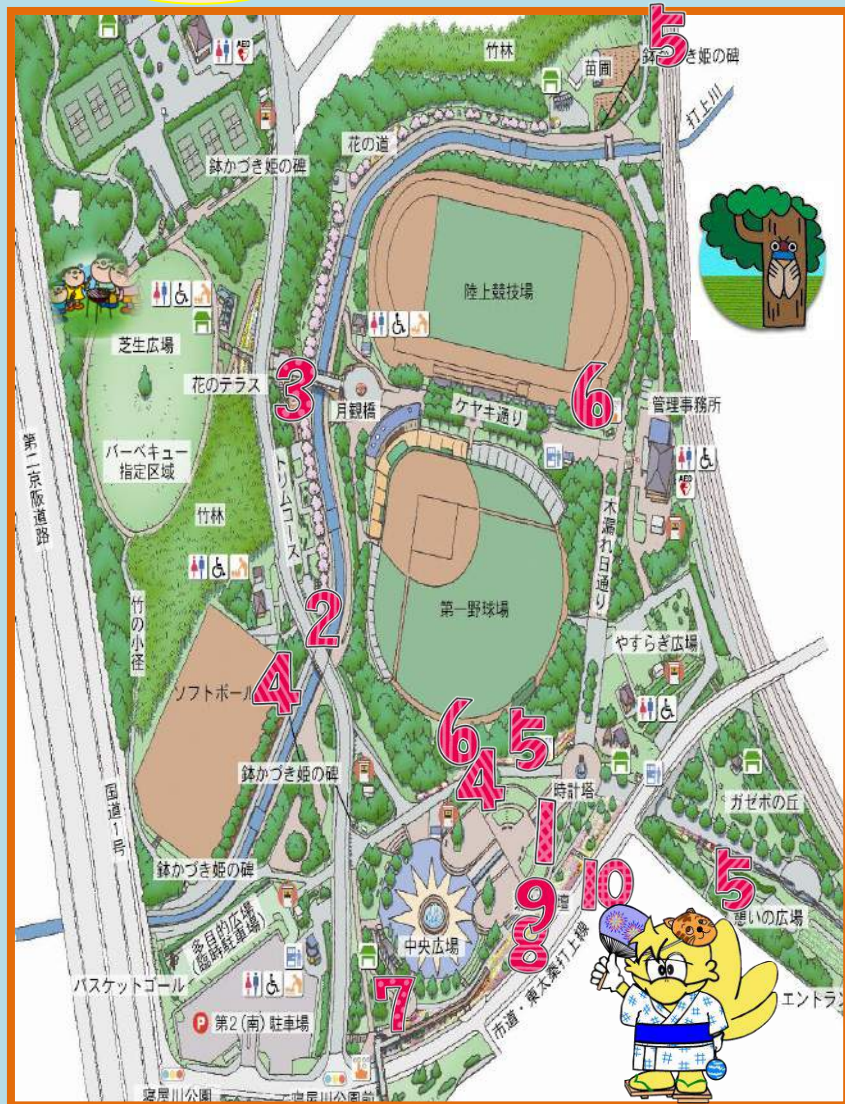 竹林
苗圃
5
鉢かづき姫の碑
打上川
AED
花の道
鉢かづき姫の碑
陸上競技場
芝生広場
花のテラス
3
月観橋
ケヤキ通り
6
管理事務所
AED
バーベキュー
指定区域
第二京阪道路
トリムコース
竹林
木漏れ日通り
第一野球場
2
竹の小径
やすらぎ広場
4
ソフトボール
6
5
4
鉢かづき姫の碑
時計塔
ガゼボの丘
国道1号
1
鉢かづき姫の碑
10
9
壇
5
憩いの広場
8
多目的広場
臨時駐車場
中央広場
バスケットゴール
7
市道・東太秦打上線
エントラン
P 第2(南)駐車場
寝屋川公園
寝屋川公園前